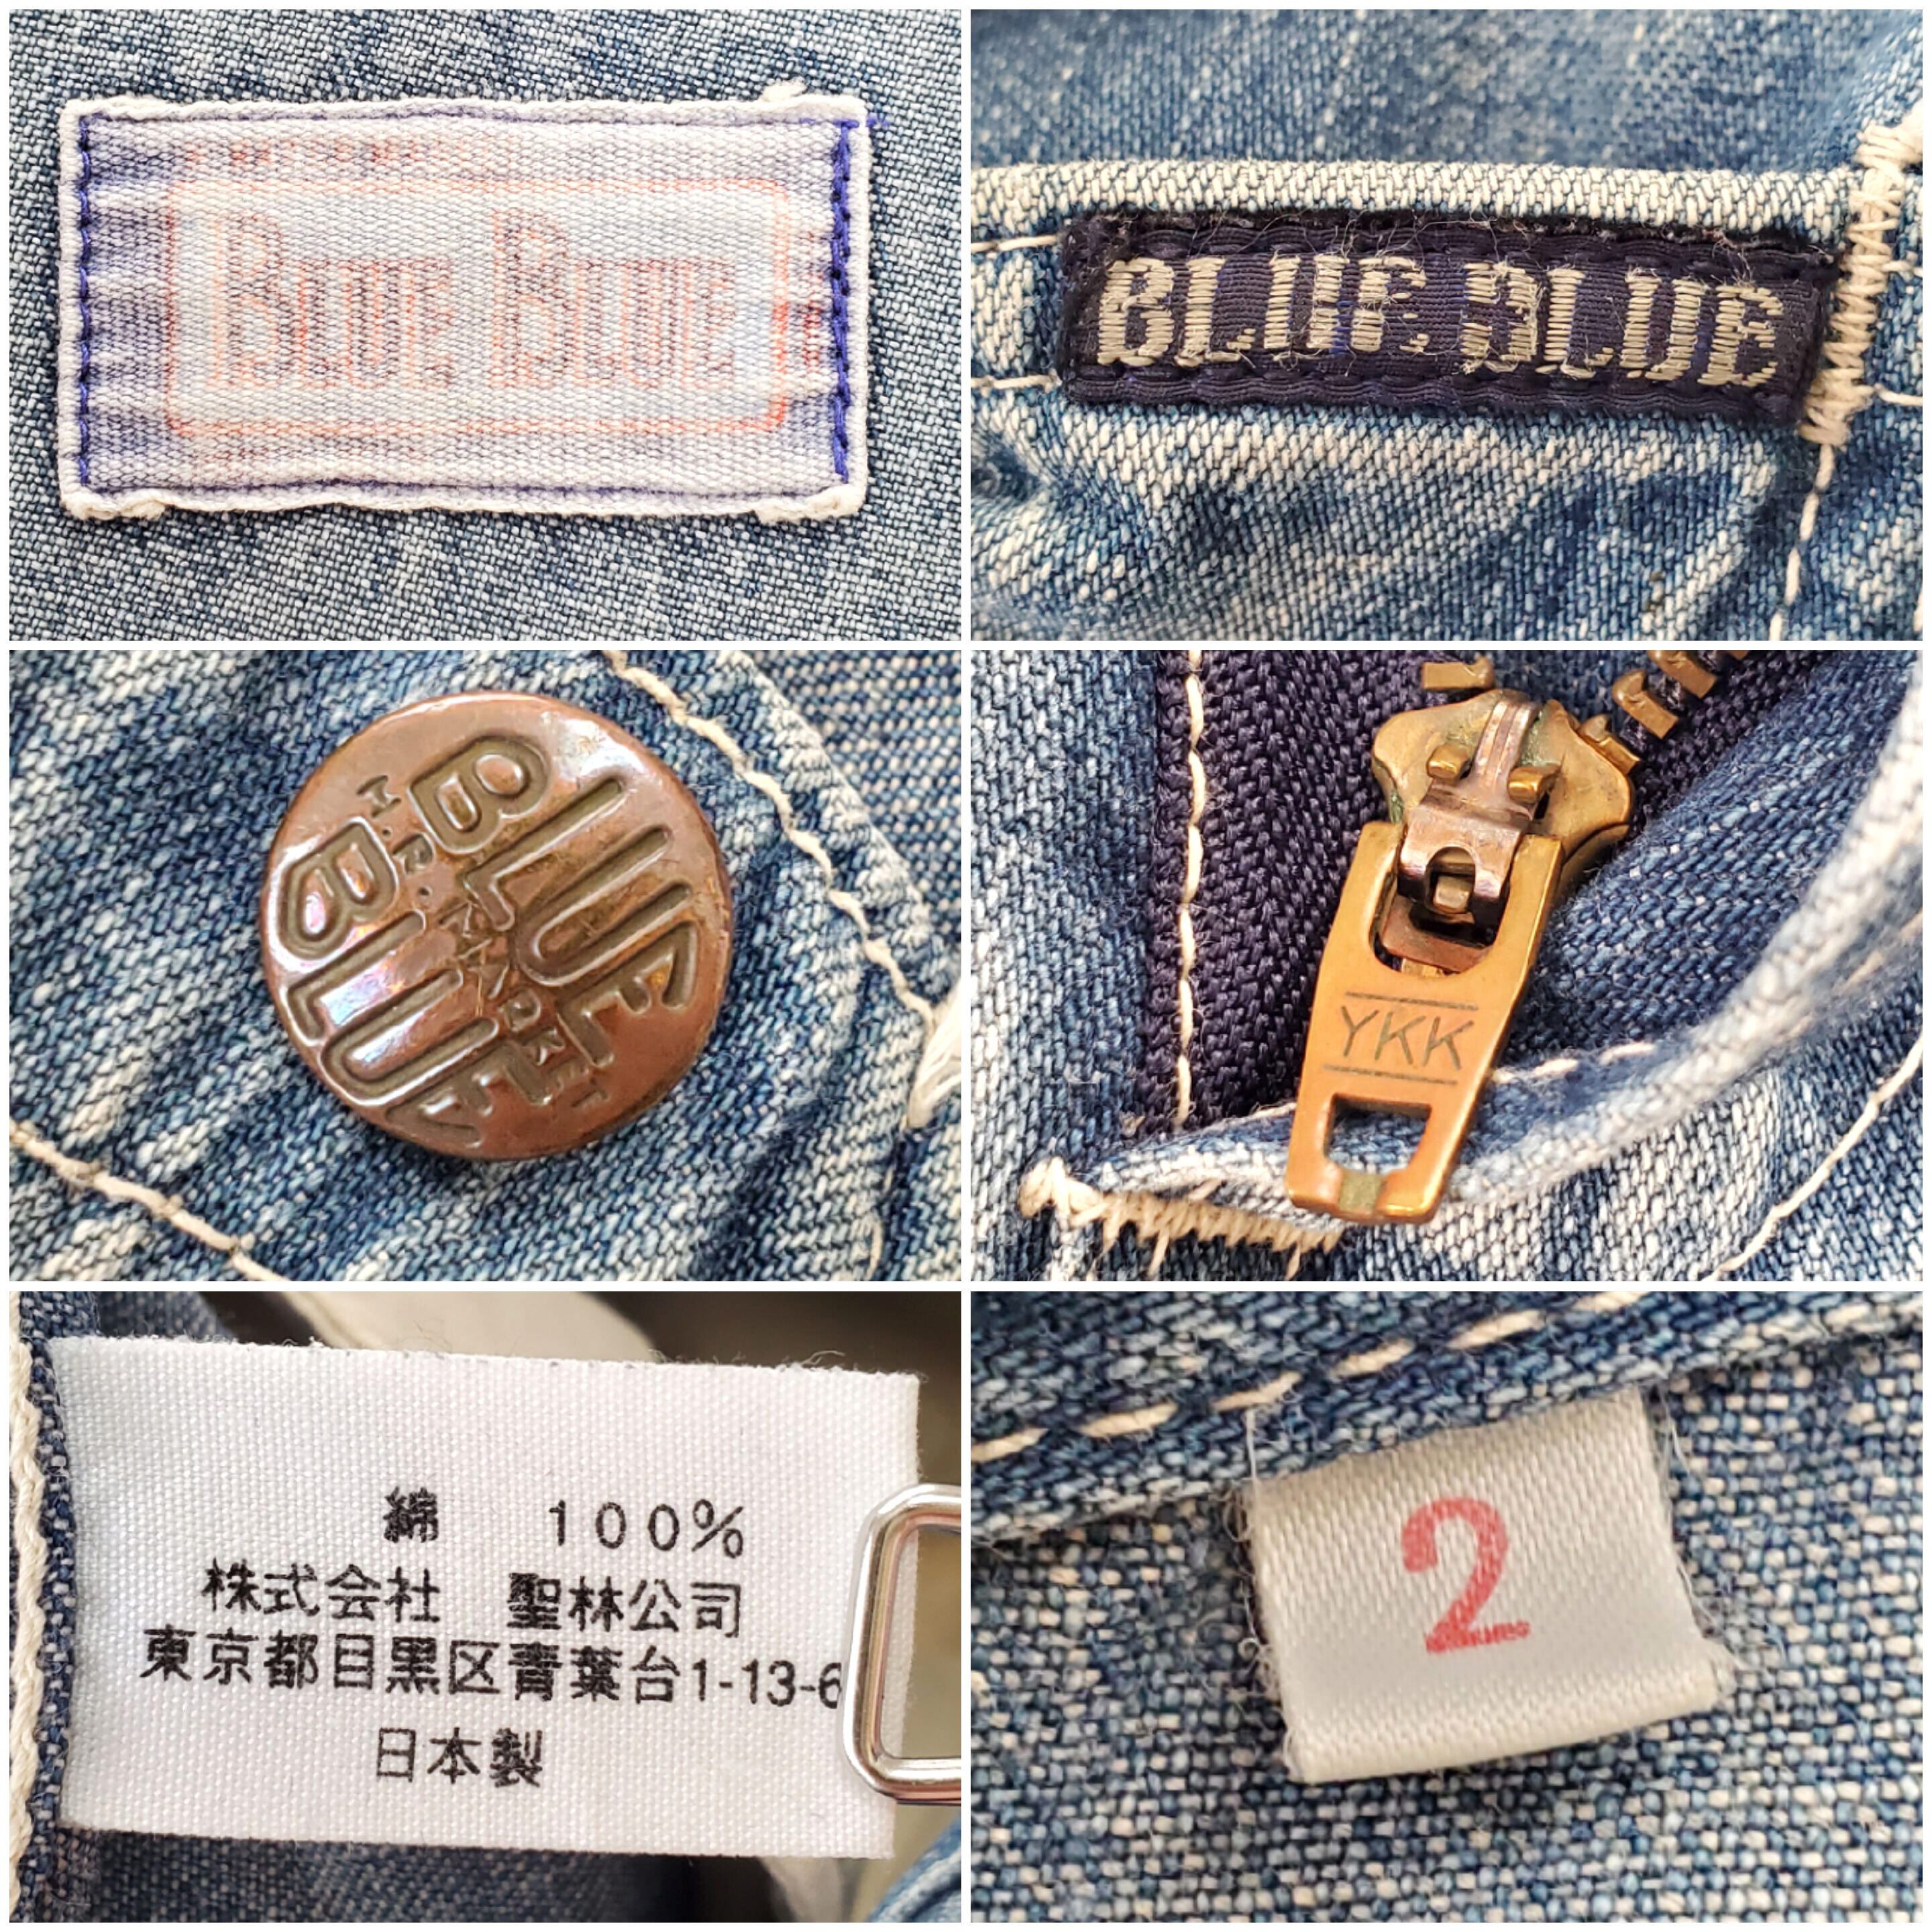 BLUE BLUE
BLUE BLUE
BLUE
H.R. MARKET
BLUE
YKK
綿 100%
株式会社 聖林公司
東京都目黒区青葉台1-13-6
日本製
2